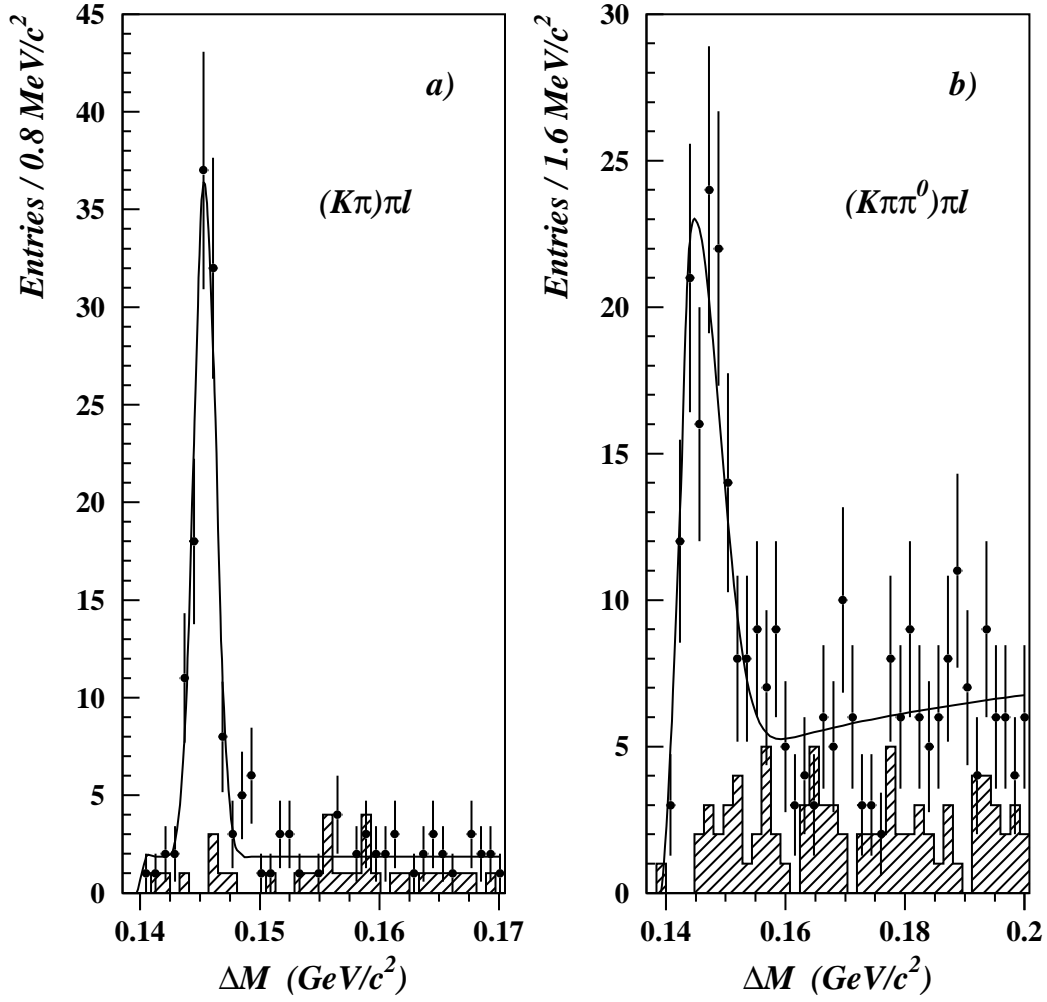 Entries / 0.8 MeV/c²
45
40
35
30
25
20
15
10
5
0
a)
(Kπ)πl
0.14 0.15 0.16 0.17
ΔM (GeV/c²)
Entries / 1.6 MeV/c²
30
25
20
15
10
5
0
b)
(Kππ⁰)πl
0.14 0.16 0.18 0.2
ΔM (GeV/c²)